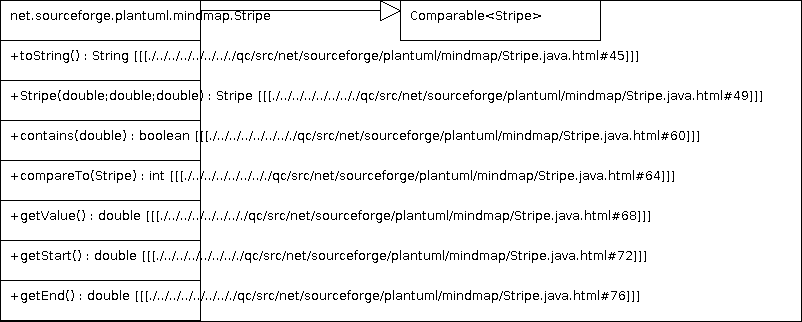 net.sourceforge.plantuml.mindmap.Stripe
Comparable<Stripe>
+toString() : String [[[./../../../../../../../qc/src/net/sourceforge/plantuml/mindmap/Stripe.java.html#45]]]
+Stripe(double;double;double) : Stripe [[[./../../../../../../../qc/src/net/sourceforge/plantuml/mindmap/Stripe.java.html#49]]]
+contains(double) : boolean [[[./../../../../../../../qc/src/net/sourceforge/plantuml/mindmap/Stripe.java.html#60]]]
+compareTo(Stripe) : int [[[./../../../../../../../qc/src/net/sourceforge/plantuml/mindmap/Stripe.java.html#64]]]
+getValue() : double [[[./../../../../../../../qc/src/net/sourceforge/plantuml/mindmap/Stripe.java.html#68]]]
+getStart() : double [[[./../../../../../../../qc/src/net/sourceforge/plantuml/mindmap/Stripe.java.html#72]]]
+getEnd() : double [[[./../../../../../../../qc/src/net/sourceforge/plantuml/mindmap/Stripe.java.html#76]]]